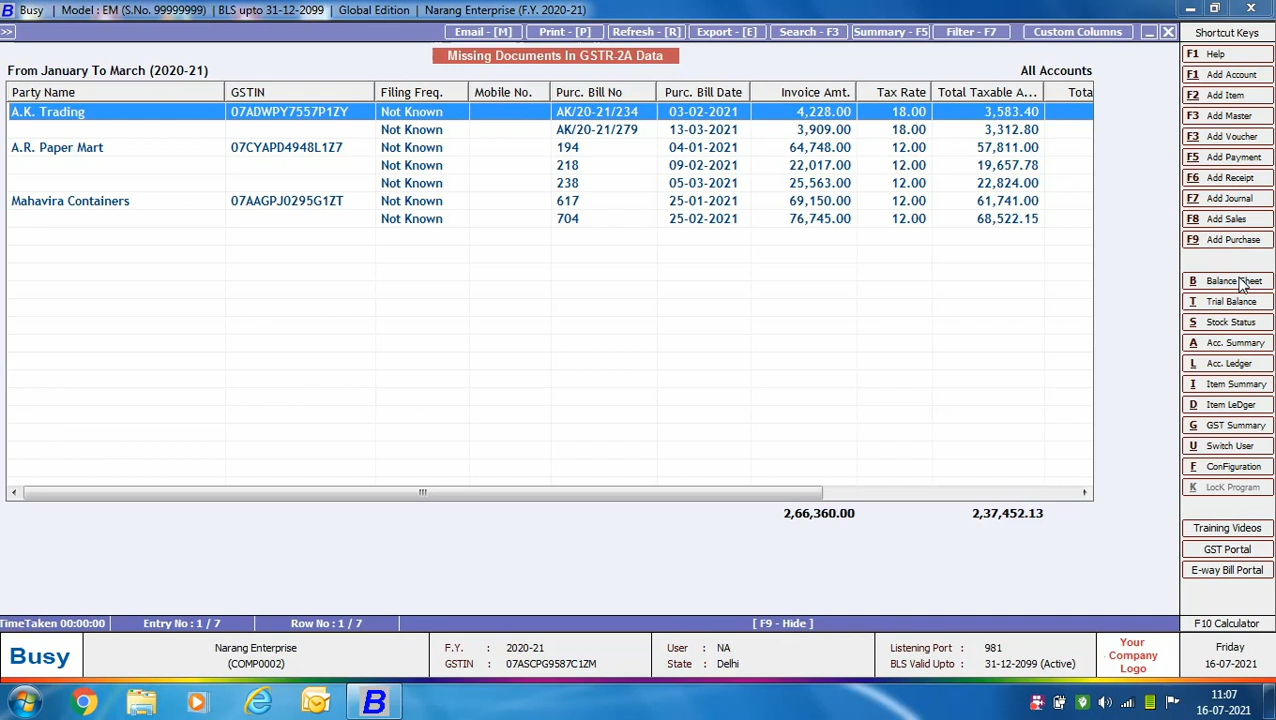 Busy Model : EM (S.No. 99999999) BLS upto 31-12-2099 Global Edition Narang Enterprise (F.Y. 2020-21)
>> Email - [M] Print - [P] Refresh - [R] Export - [E] Search - F3 Summary - F5 Filter - F7 Custom Columns
Missing Documents In GSTR-2A Data
From January To March (2020-21) All Accounts
Party Name GSTIN Filing Freq. Mobile No. Purc. Bill No Purc. Bill Date Invoice Amt. Tax Rate Total Taxable A... Tota
A.K. Trading 07ADWPY7557P1ZY Not Known AK/20-21/234 03-02-2021 4,228.00 18.00 3,583.40
Not Known AK/20-21/279 13-03-2021 3,909.00 18.00 3,312.80
A.R. Paper Mart 07CYAPD4948L1Z7 Not Known 194 04-01-2021 64,748.00 12.00 57,811.00
Not Known 218 09-02-2021 22,017.00 12.00 19,657.78
Not Known 238 05-03-2021 25,563.00 12.00 22,824.00
Mahavira Containers 07AAGPJ0295G1ZT Not Known 617 25-01-2021 69,150.00 12.00 61,741.00
Not Known 704 25-02-2021 76,745.00 12.00 68,522.15
2,66,360.00 2,37,452.13
Shortcut Keys
F1 Help
F1 Add Account
F2 Add Item
F3 Add Master
F3 Add Voucher
F5 Add Payment
F6 Add Receipt
F7 Add Journal
F8 Add Sales
F9 Add Purchase
B Balance Sheet
T Trial Balance
S Stock Status
A Acc. Summary
L Acc. Ledger
I Item Summary
D Item LeDger
G GST Summary
U Switch User
F ConFiguration
K LocK Program
Training Videos
GST Portal
E-way Bill Portal
TimeTaken 00:00:00 Entry No : 1 / 7 Row No : 1 / 7 [ F9 - Hide ] F10 Calculator
Busy
Narang Enterprise
(COMP0002)
F.Y. : 2020-21
GSTIN : 07ASCPG9587C1ZM
User : NA
State : Delhi
Listening Port : 981
BLS Valid Upto : 31-12-2099 (Active)
Your
Company
Logo
Friday
16-07-2021
11:07
16-07-2021